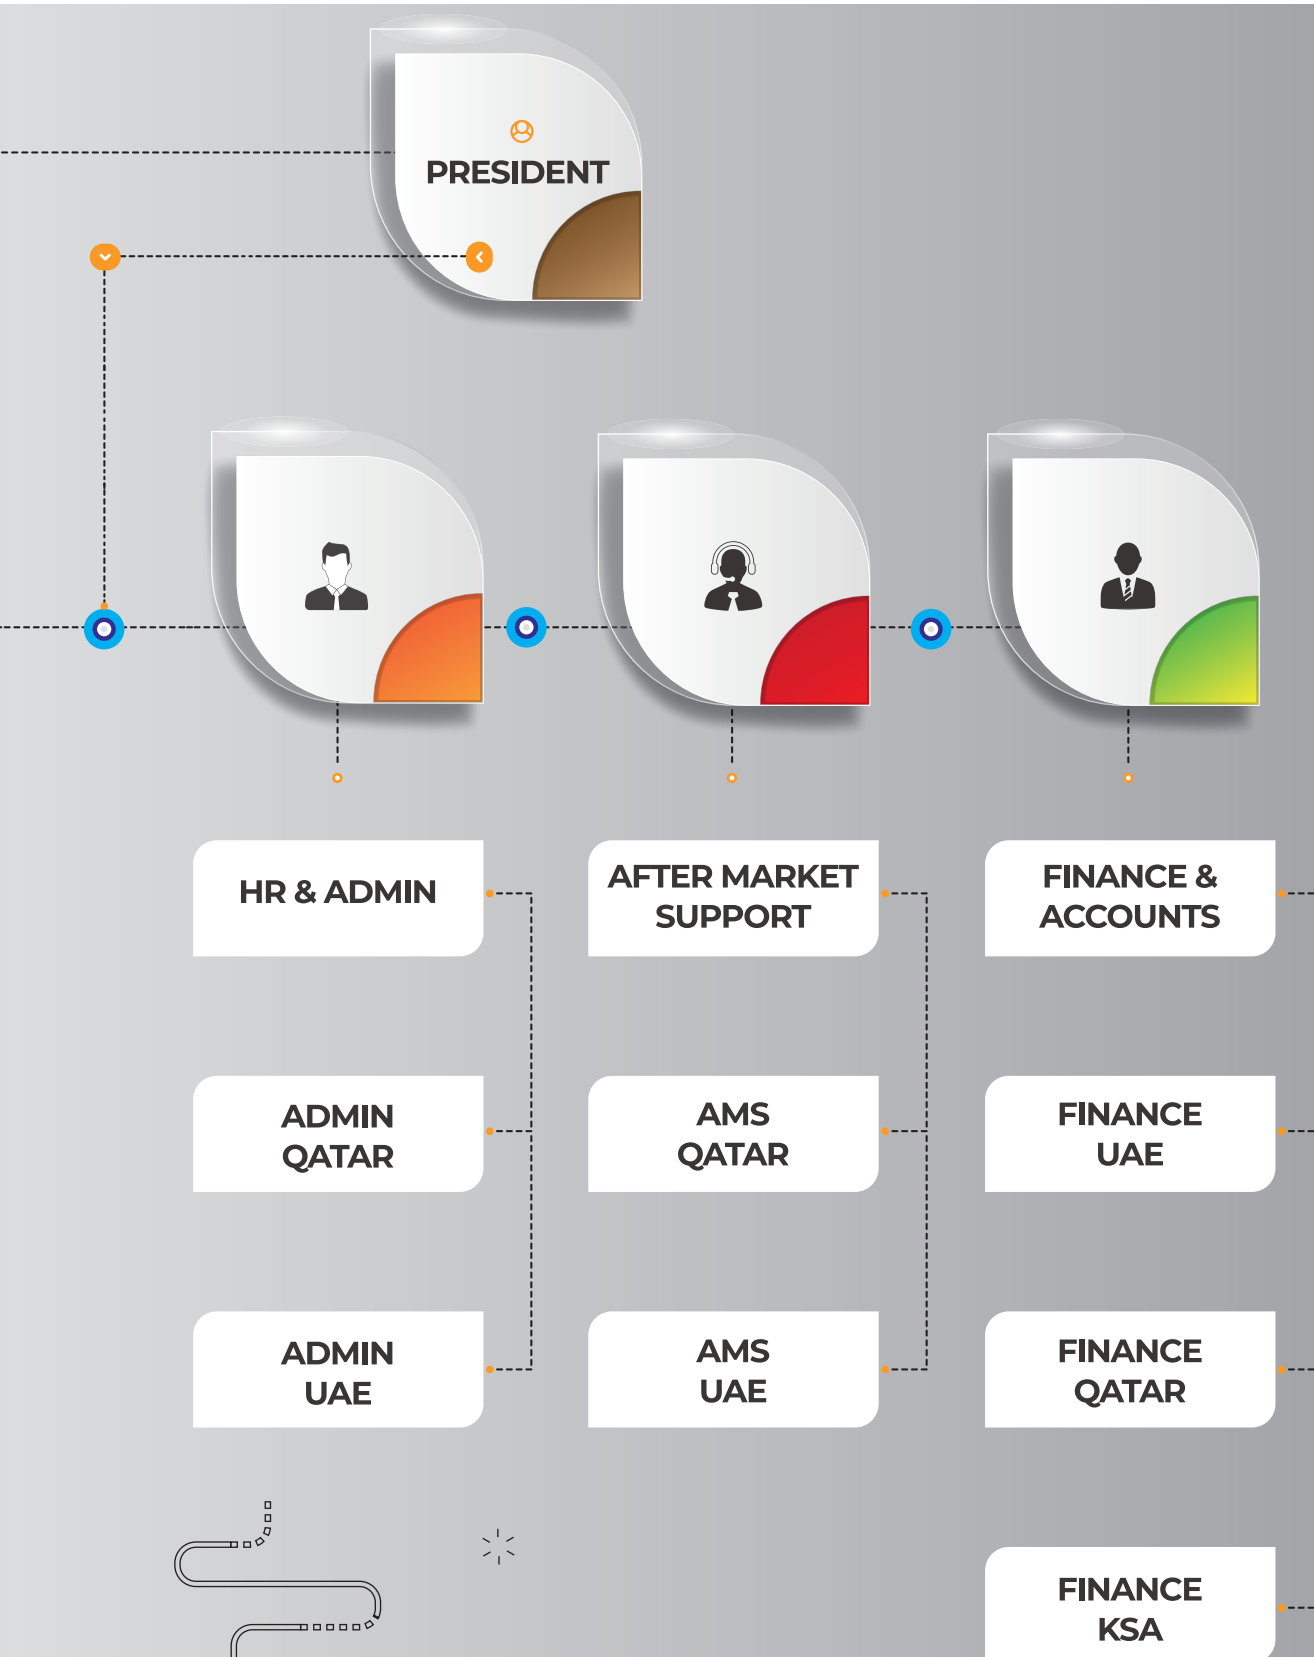 PRESIDENT
HR & ADMIN
AFTER MARKET
SUPPORT
FINANCE &
ACCOUNTS
ADMIN
QATAR
AMS
QATAR
FINANCE
UAE
ADMIN
UAE
AMS
UAE
FINANCE
QATAR
FINANCE
KSA